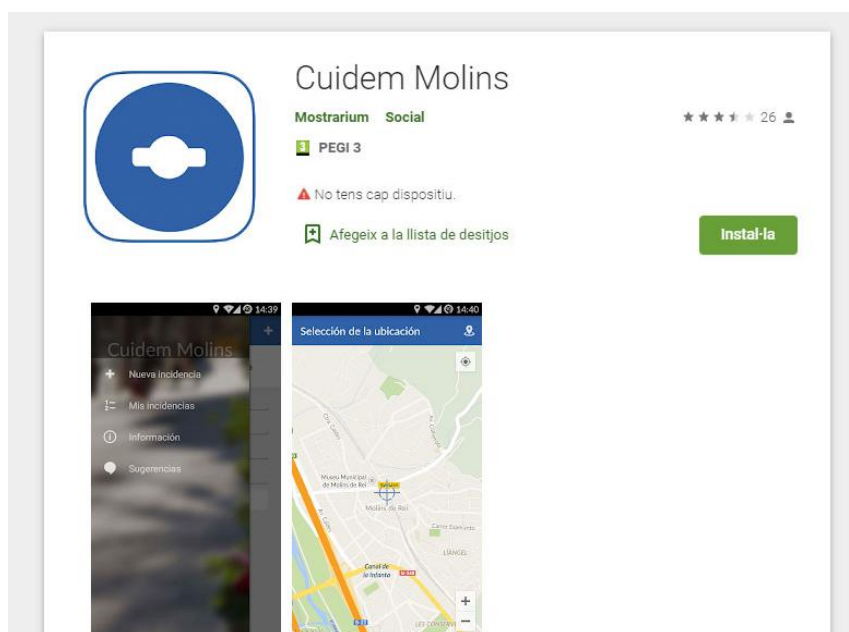 Cuidem Molins
Mostrarium Social
26
3 PEGI 3
No tens cap dispositiu.
Afegeix a la llista de desitjos
Instal·la
14:39
Cuidem Molins
Nueva incidencia
Mis incidencias
Información
Sugerencias
14:40
Selección de la ubicación
Museu Municipal
de Molins de Rei
Molins de Rei
Canal de
la Infanta